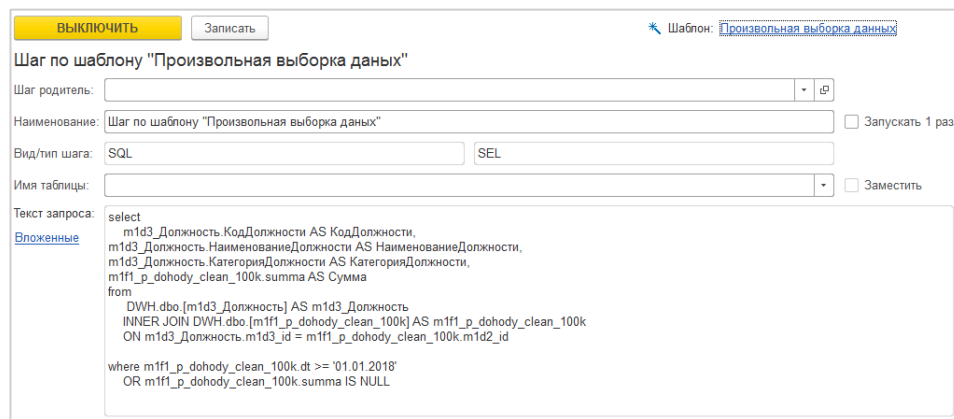 ВЫКЛЮЧИТЬ Записать Шаблон: Произвольная выборка данных
Шаг по шаблону "Произвольная выборка даных"
Шаг родитель:
Наименование: Шаг по шаблону "Произвольная выборка даных" Запускать 1 раз
Вид/тип шага: SQL SEL
Имя таблицы: Заместить
Текст запроса:
Вложенные
select
m1d3_Должность.КодДолжности AS КодДолжности,
m1d3_Должность.НаименованиеДолжности AS НаименованиеДолжности,
m1d3_Должность.КатегорияДолжности AS КатегорияДолжности,
m1f1_p_dohody_clean_100k.summa AS Сумма
from
DWH.dbo.[m1d3_Должность] AS m1d3_Должность
INNER JOIN DWH.dbo.[m1f1_p_dohody_clean_100k] AS m1f1_p_dohody_clean_100k
ON m1d3_Должность.m1d3_id = m1f1_p_dohody_clean_100k.m1d2_id
where m1f1_p_dohody_clean_100k.dt >= '01.01.2018'
OR m1f1_p_dohody_clean_100k.summa IS NULL